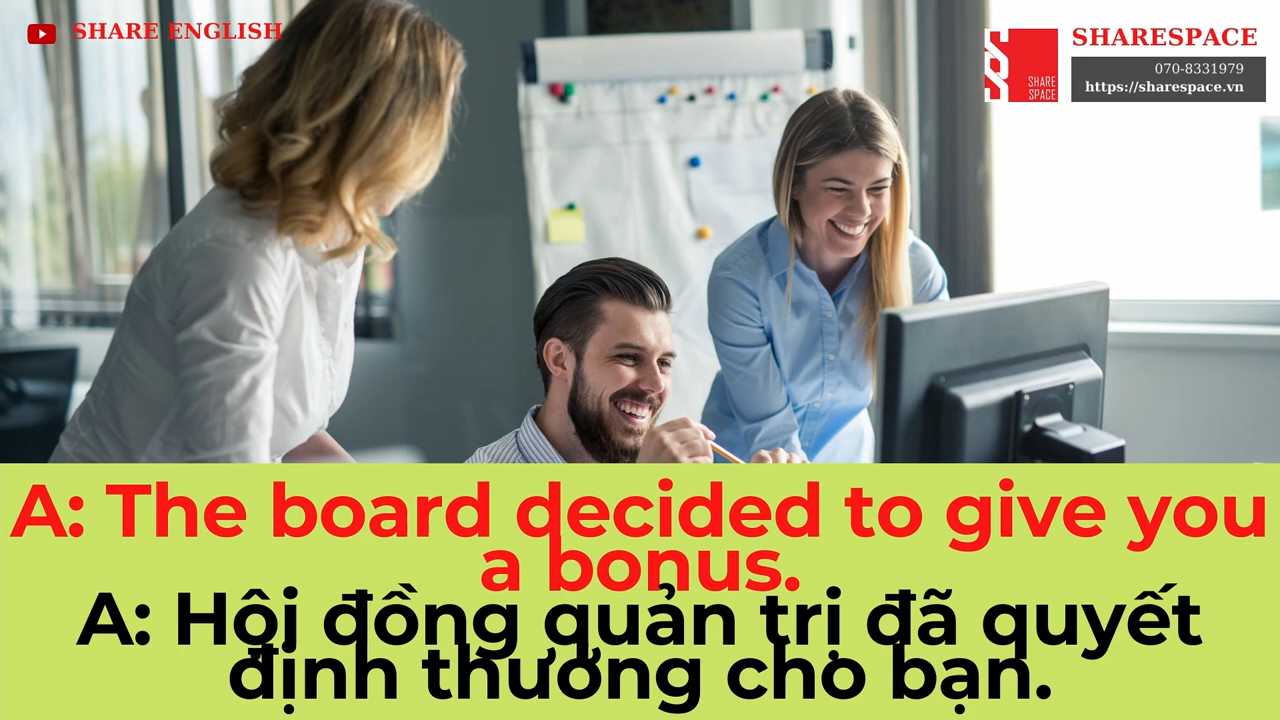 SHARE ENGLISH
SHARE
SPACE
SHARESPACE
070-8331979
https://sharespace.vn
A: The board decided to give you
a bonus.
A: Hội đồng quản trị đã quyết
định thưởng cho bạn.